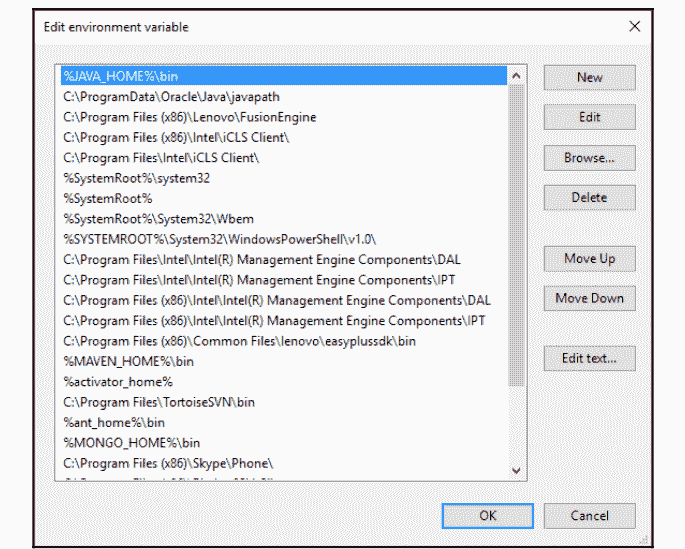 Edit environment variable
%JAVA_HOME%\bin
C:\ProgramData\Oracle\Java\javapath
C:\Program Files (x86)\Lenovo\FusionEngine
C:\Program Files (x86)\Intel\iCLS Client\
C:\Program Files\Intel\iCLS Client\
%SystemRoot%\system32
%SystemRoot%
%SystemRoot%\System32\Wbem
%SYSTEMROOT%\System32\WindowsPowerShell\v1.0\
C:\Program Files\Intel\Intel(R) Management Engine Components\DAL
C:\Program Files\Intel\Intel(R) Management Engine Components\IPT
C:\Program Files (x86)\Intel\Intel(R) Management Engine Components\DAL
C:\Program Files (x86)\Intel\Intel(R) Management Engine Components\IPT
C:\Program Files (x86)\Common Files\lenovo\easyplussdk\bin
%MAVEN_HOME%\bin
%activator_home%
C:\Program Files\TortoiseSVN\bin
%ant_home%\bin
%MONGO_HOME%\bin
C:\Program Files (x86)\Skype\Phone\
New
Edit
Browse...
Delete
Move Up
Move Down
Edit text...
OK
Cancel